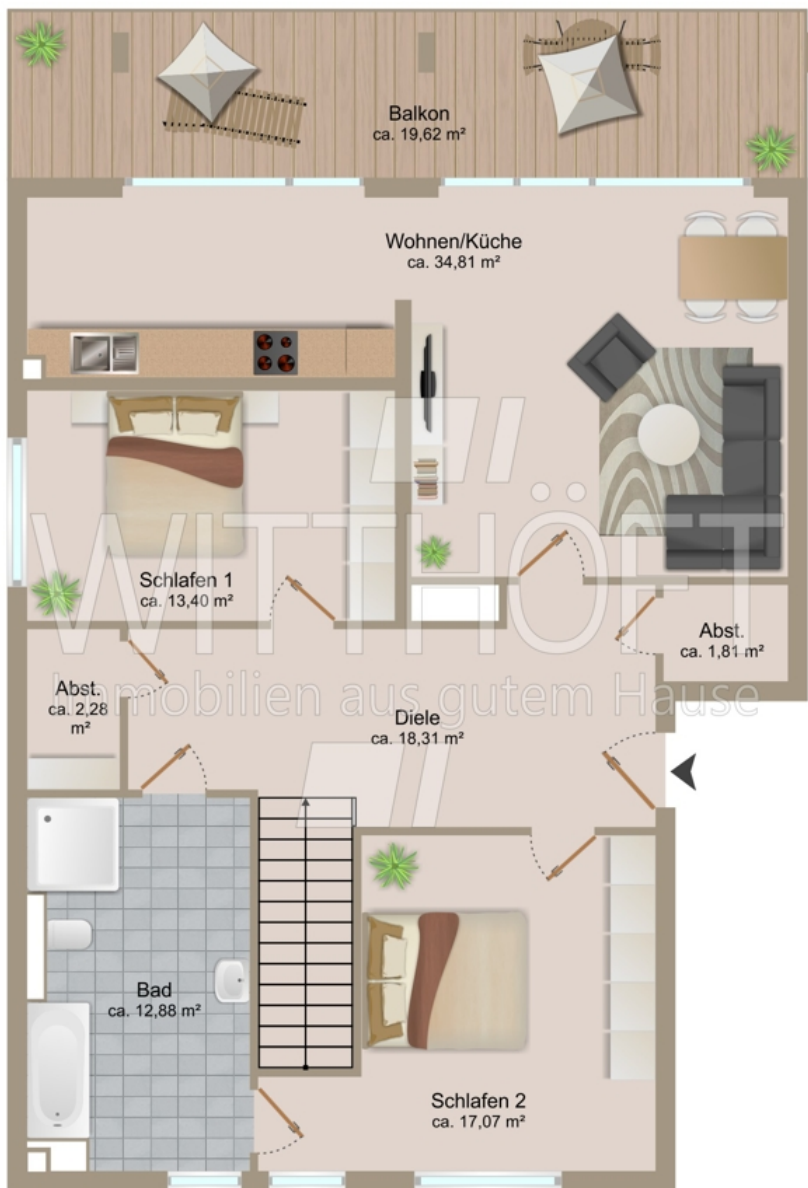 Balkon
ca. 19,62 m²
Wohnen/Küche
ca. 34,81 m²
WITTHÖFT
Immobilien aus gutem Hause
Schlafen 1
ca. 13,40 m²
Abst.
ca. 1,81 m²
Abst.
ca. 2,28
m²
Diele
ca. 18,31 m²
Bad
ca. 12,88 m²
Schlafen 2
ca. 17,07 m²